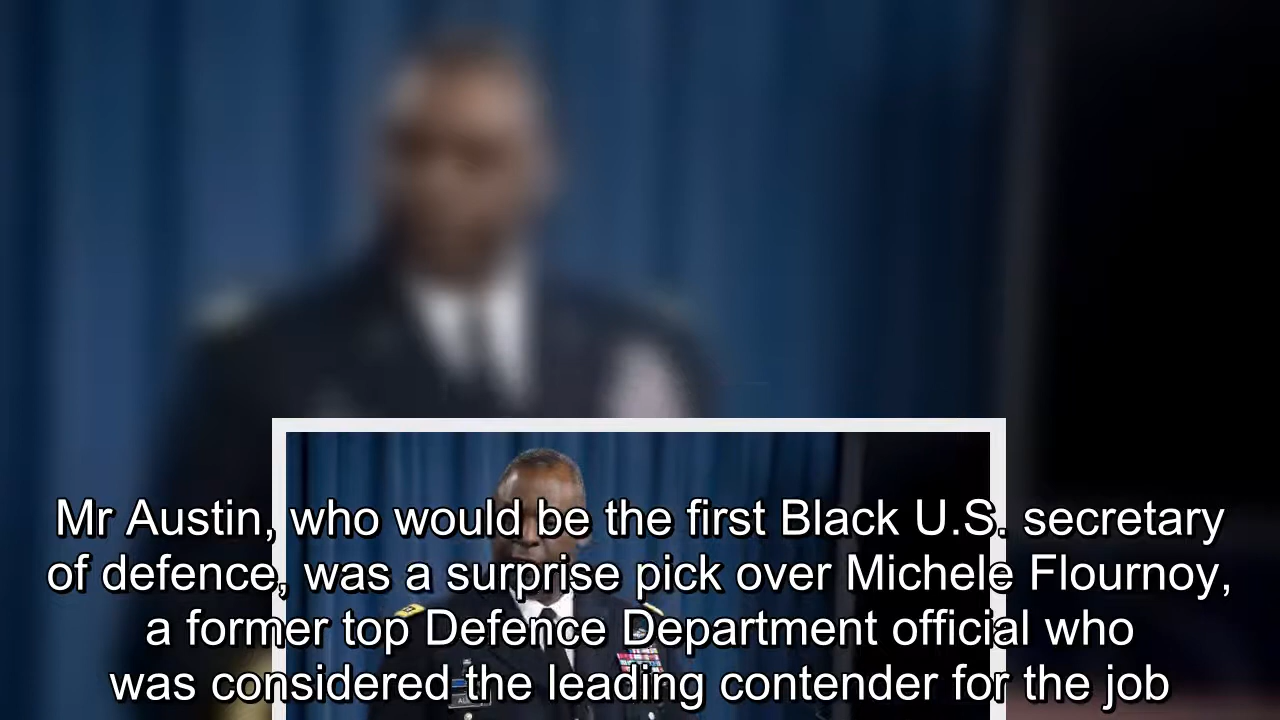 Mr Austin, who would be the first Black U.S. secretary
of defence, was a surprise pick over Michele Flournoy,
a former top Defence Department official who
was considered the leading contender for the job